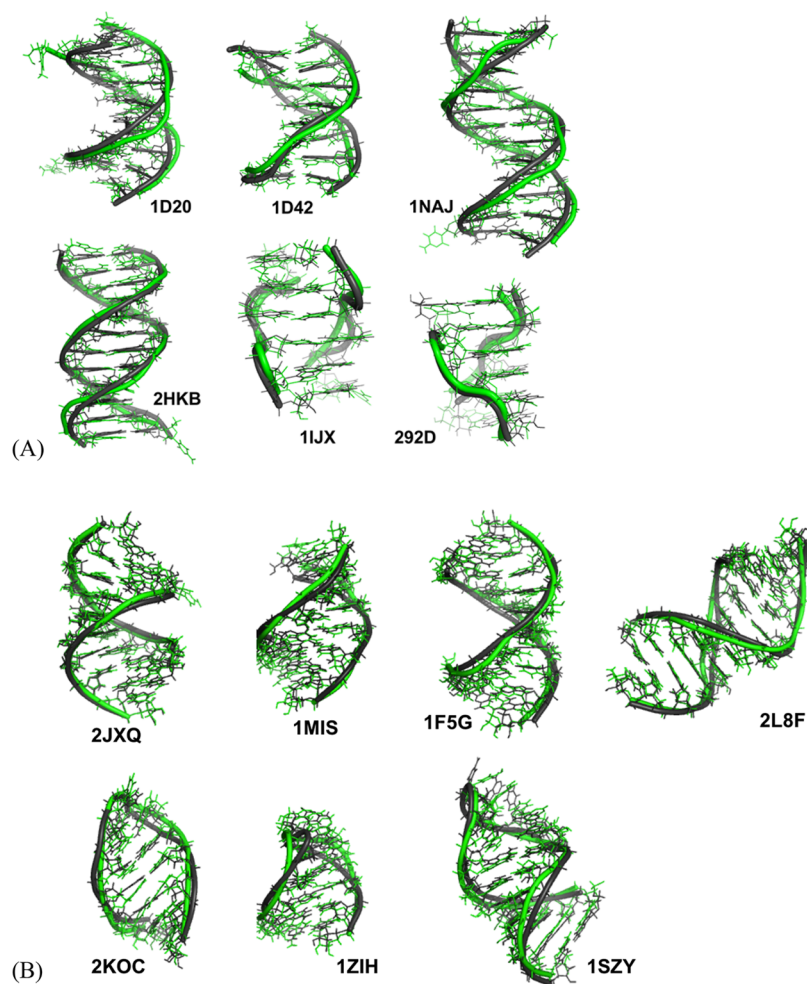 1D20 1D42 1NAJ
2HKB 1IJX 292D
(A)
2JXQ 1MIS 1F5G 2L8F
2KOC 1ZIH 1SZY
(B)